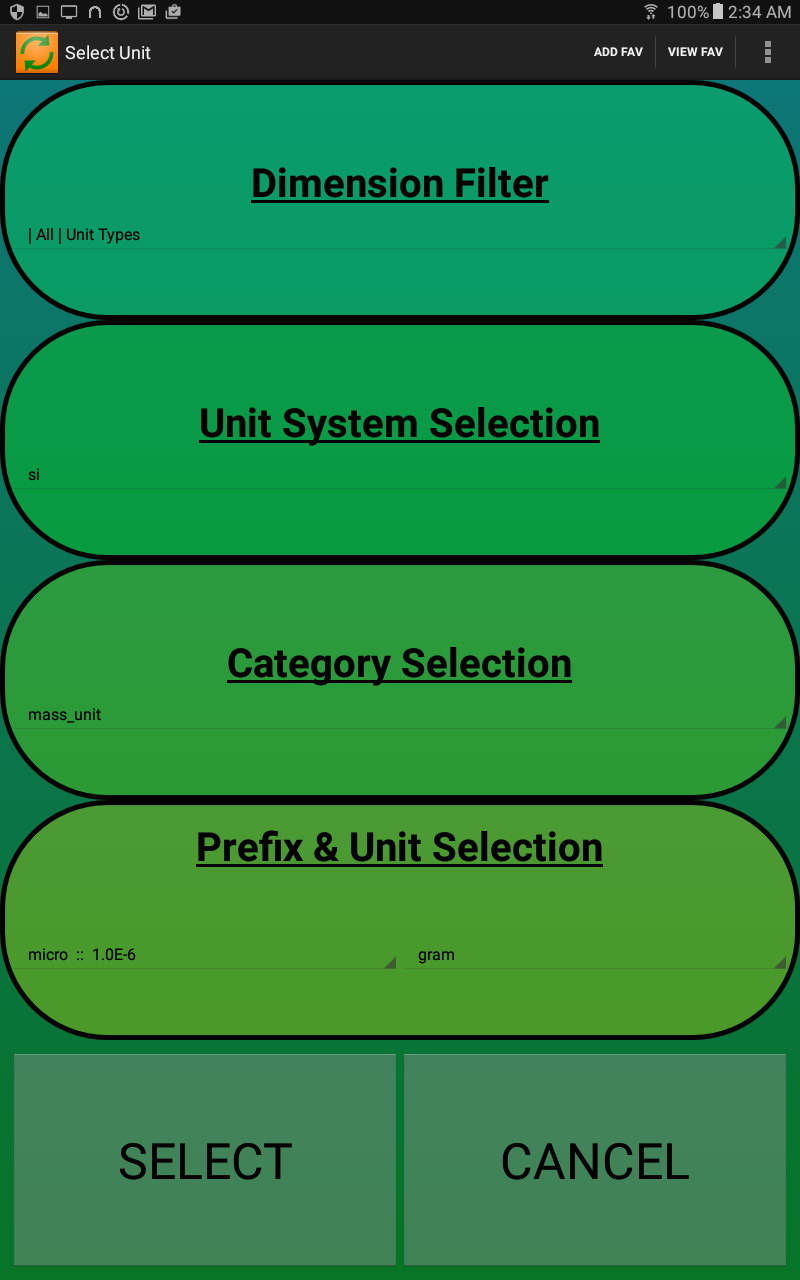 100% 2:34 AM
Select Unit ADD FAV VIEW FAV
Dimension Filter
| All | Unit Types
Unit System Selection
si
Category Selection
mass_unit
Prefix & Unit Selection
micro :: 1.0E-6 gram
SELECT CANCEL